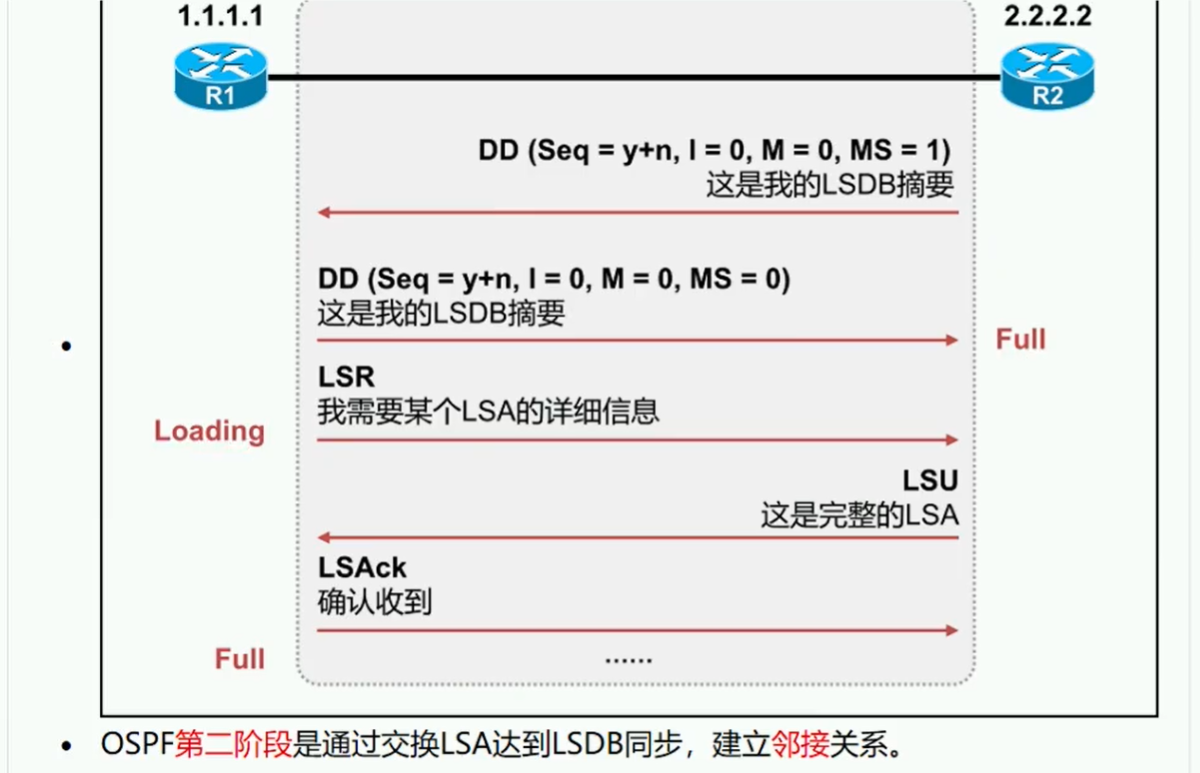 1.1.1.1
2.2.2.2
R1
R2
DD (Seq = y+n, I = 0, M = 0, MS = 1)
这是我的LSDB摘要
DD (Seq = y+n, I = 0, M = 0, MS = 0)
这是我的LSDB摘要
Full
LSR
我需要某个LSA的详细信息
Loading
LSU
这是完整的LSA
LSAck
确认收到
Full
......
• OSPF第二阶段是通过交换LSA达到LSDB同步，建立邻接关系。